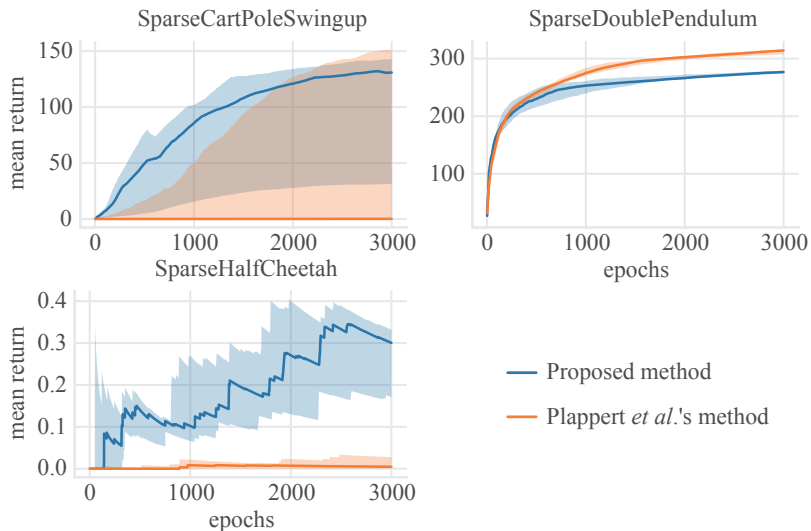 SparseCartPoleSwingup
mean return
150
100
50
0
0
1000
2000
3000
SparseDoublePendulum
300
200
100
0
1000
2000
3000
epochs
SparseHalfCheetah
mean return
0.4
0.3
0.2
0.1
0.0
0
1000
2000
3000
epochs
Proposed method
Plappert et al.'s method